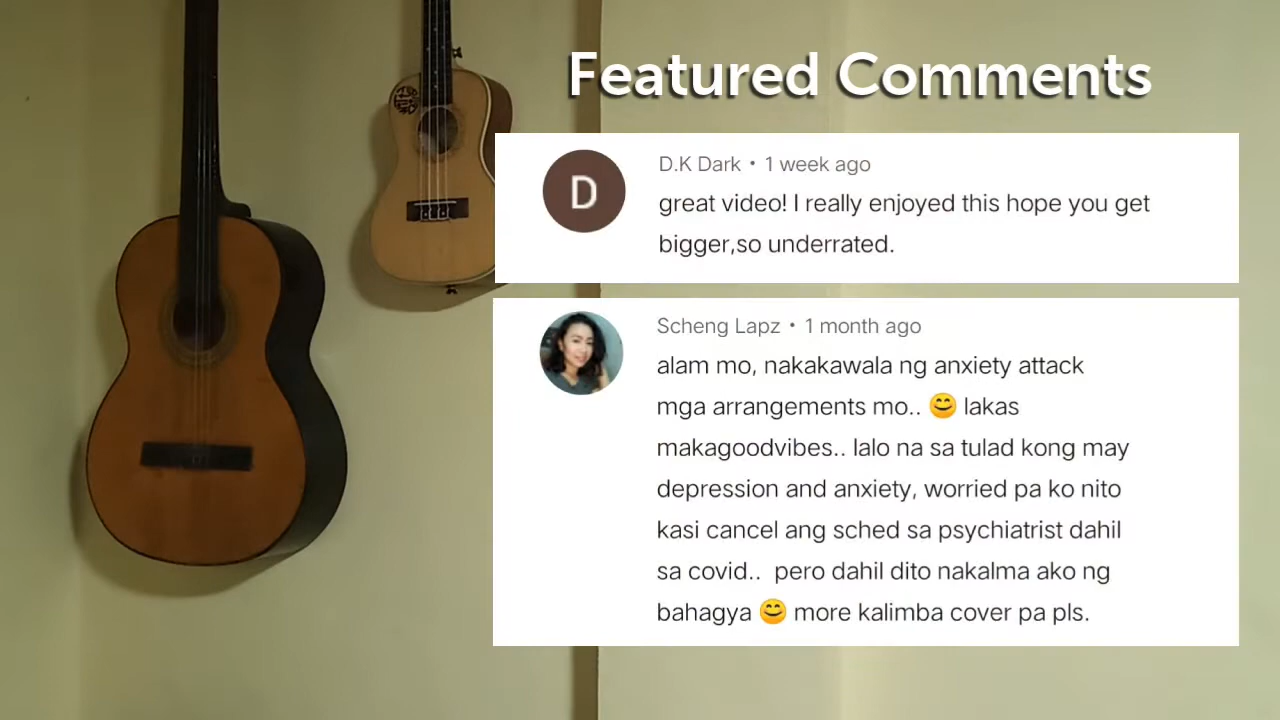 Featured Comments
D
D.K Dark • 1 week ago
great video! I really enjoyed this hope you get
bigger,so underrated.
Scheng Lapz • 1 month ago
alam mo, nakakawala ng anxiety attack
mga arrangements mo.. 😊 lakas
makagoodvibes.. lalo na sa tulad kong may
depression and anxiety, worried pa ko nito
kasi cancel ang sched sa psychiatrist dahil
sa covid..  pero dahil dito nakalma ako ng
bahagya 😊 more kalimba cover pa pls.